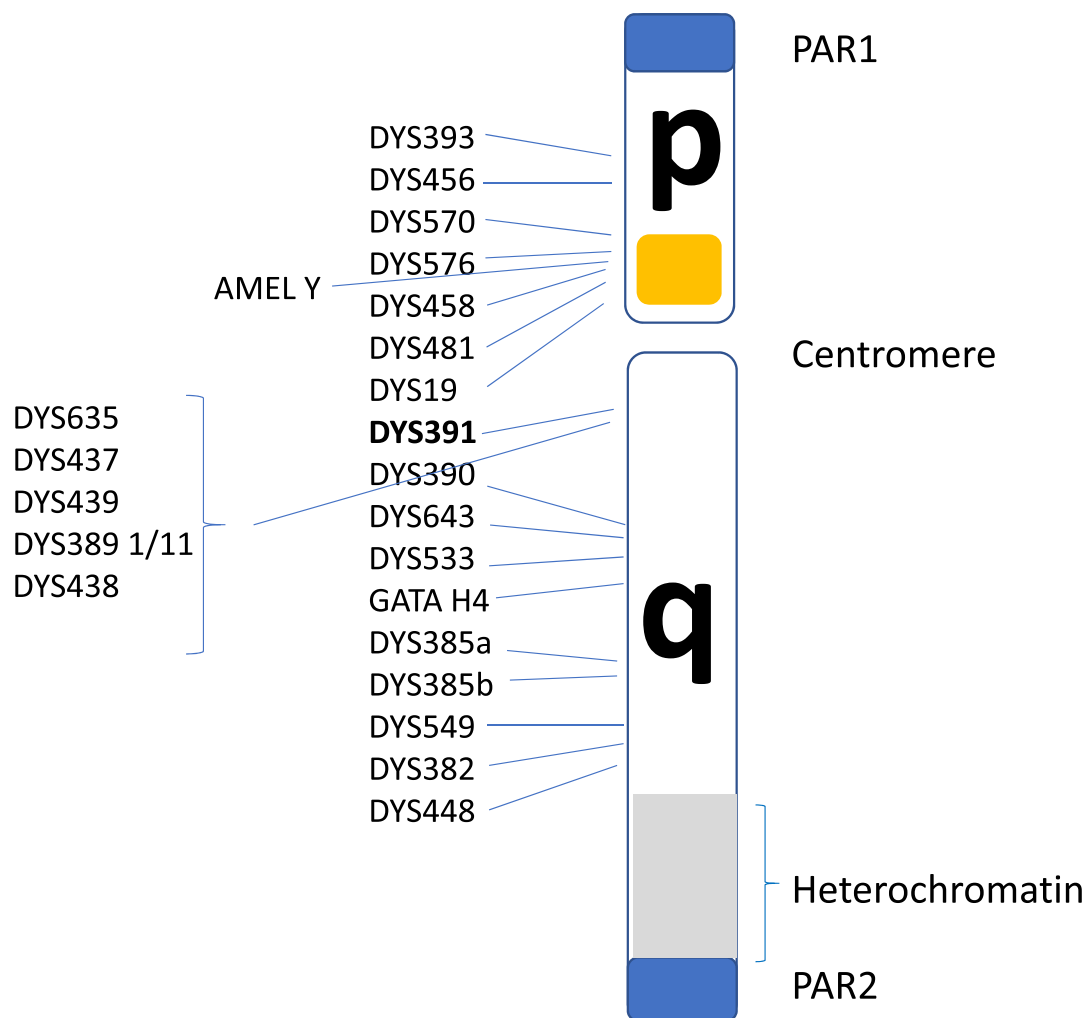 PAR1
p
DYS393
DYS456
DYS570
DYS576
AMEL Y
DYS458
DYS481
DYS19
Centromere
DYS391
DYS390
DYS643
DYS533
GATA H4
DYS385a
DYS385b
DYS549
DYS382
DYS448
DYS635
DYS437
DYS439
DYS389 1/11
DYS438
q
Heterochromatin
PAR2